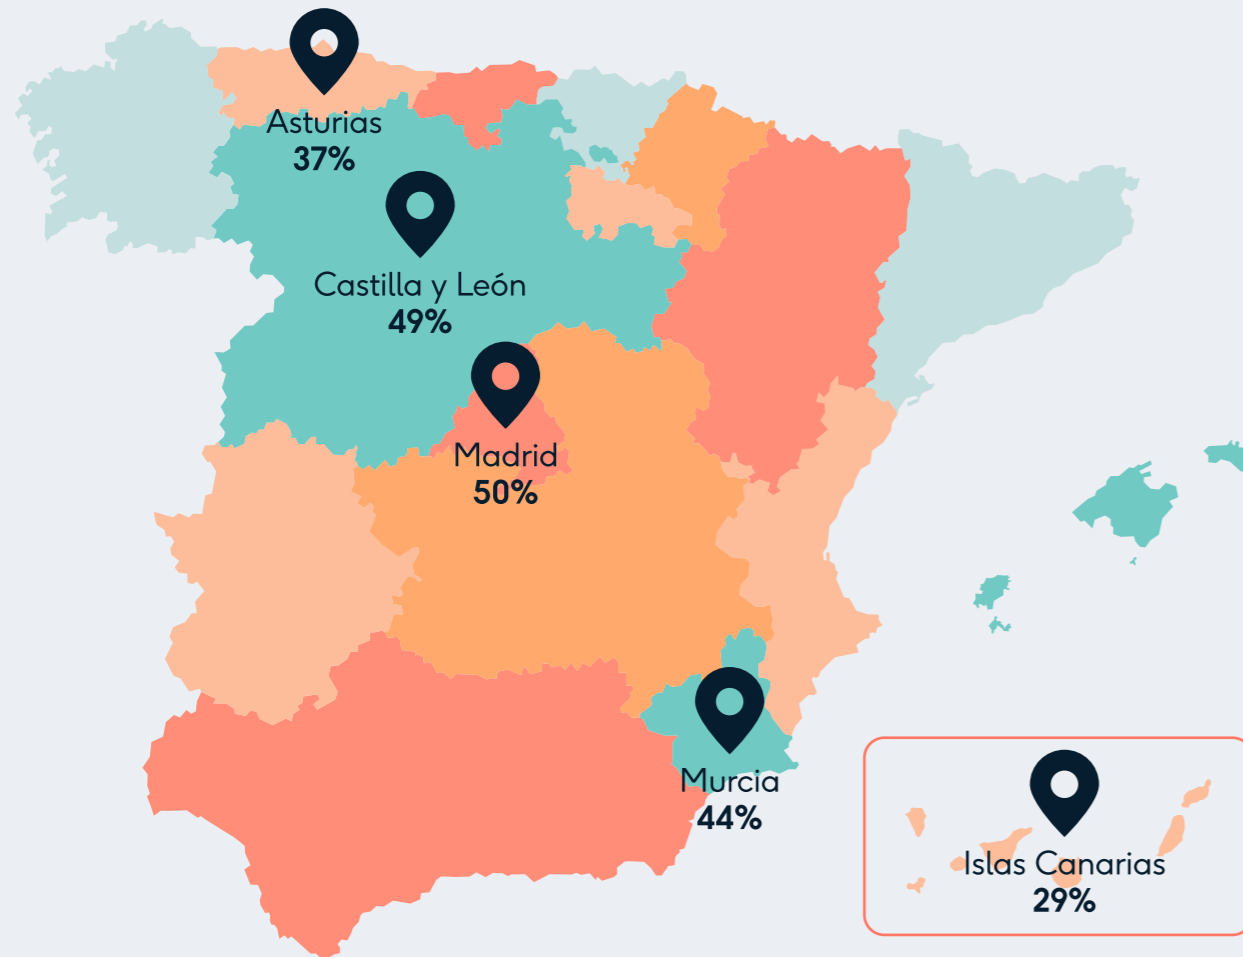 Asturias
37%
Castilla y León
49%
Madrid
50%
Murcia
44%
Islas Canarias
29%